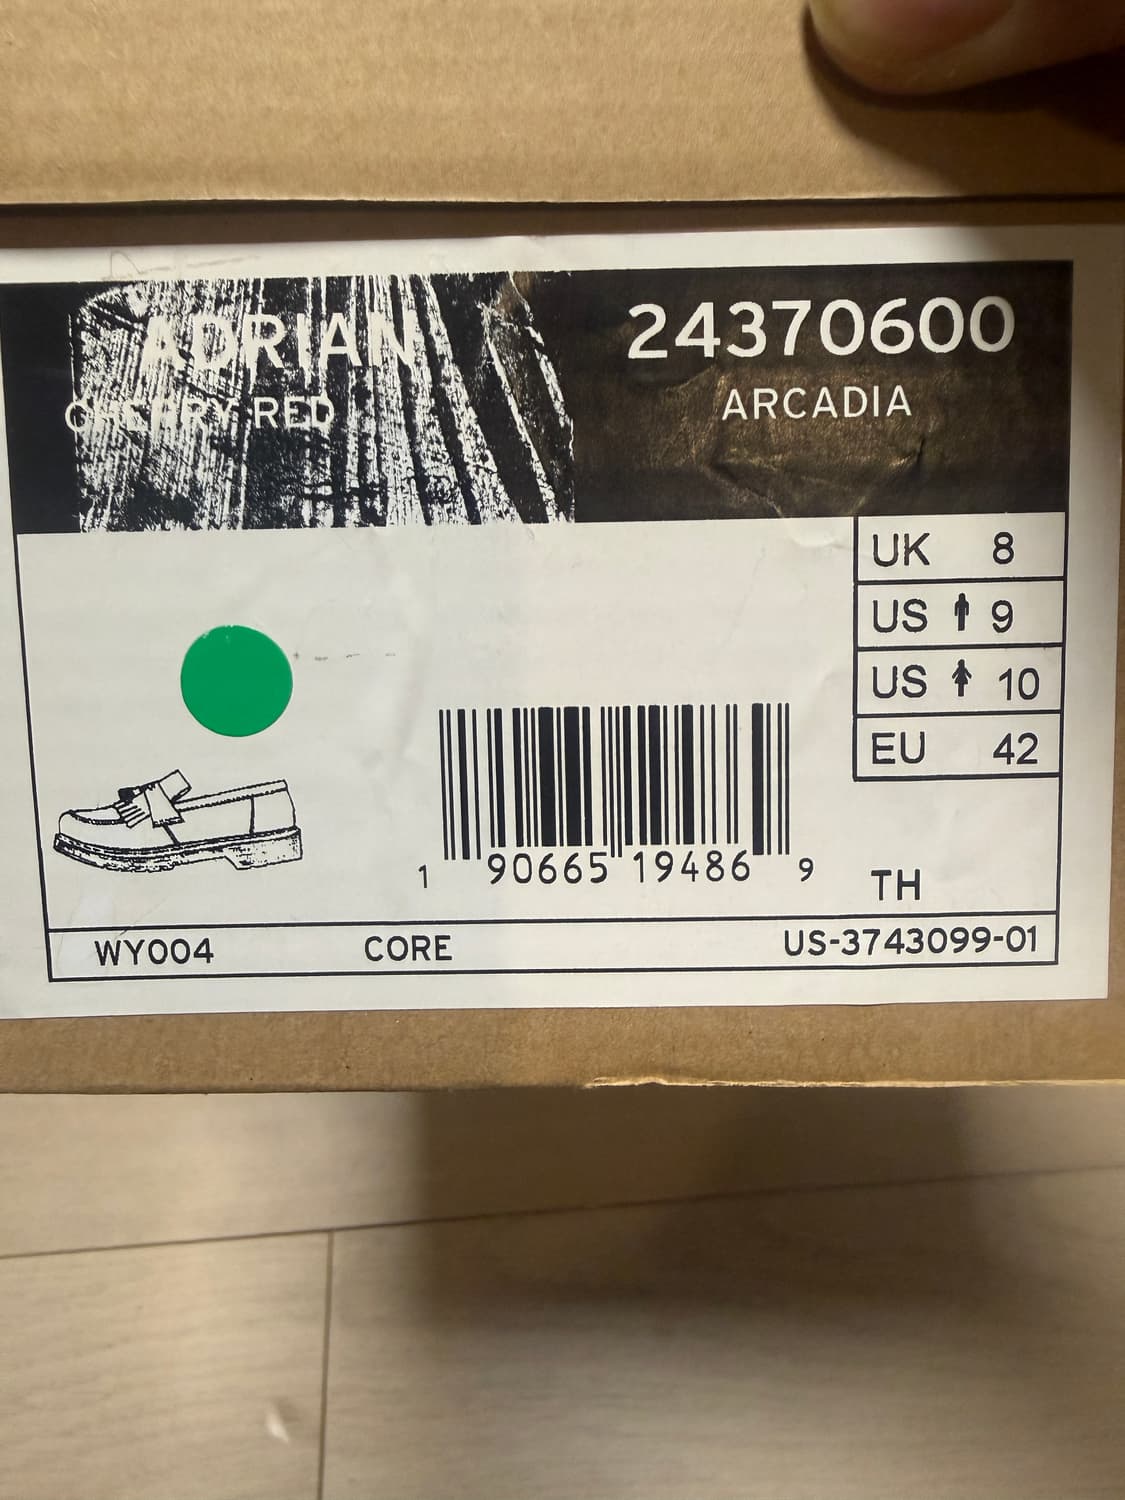 ADRIAN
CHERRY RED
24370600
ARCADIA
UK 8
US 9
US 10
EU 42
1 90665 19486 9
TH
WY004 CORE US-3743099-01